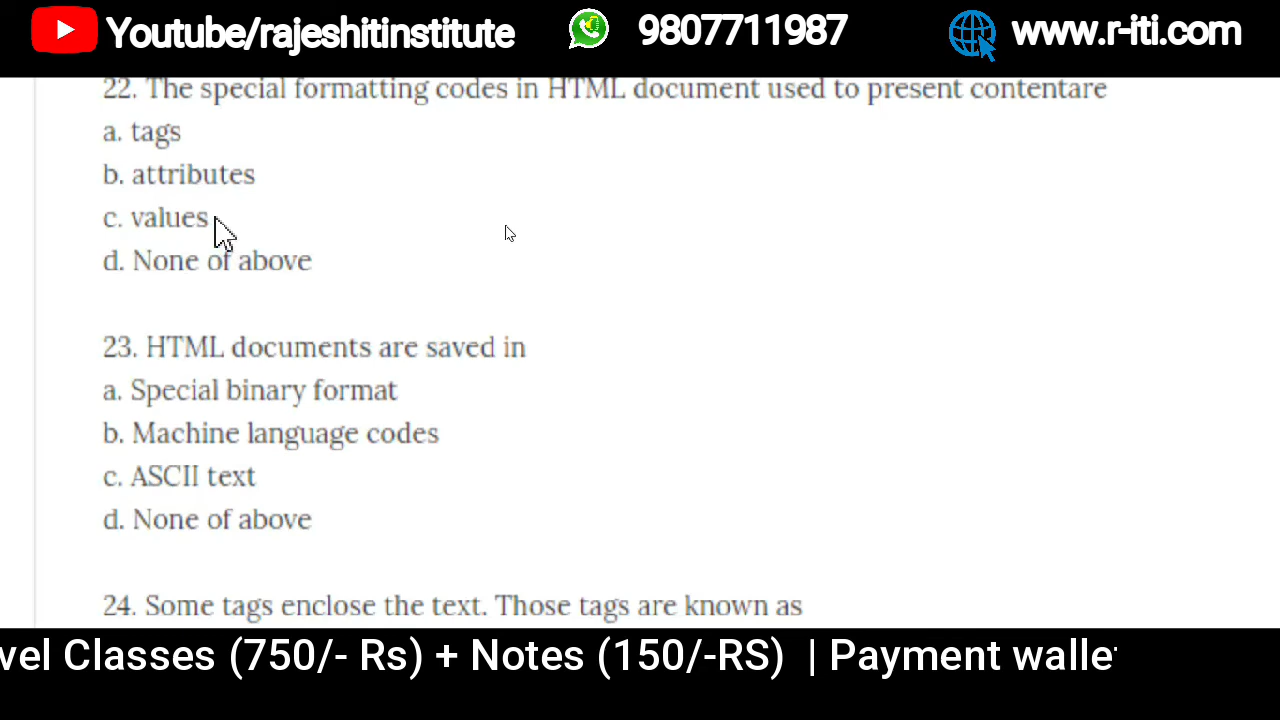 Youtube/rajeshitinstitute 9807711987 www.r-iti.com
22. The special formatting codes in HTML document used to present contentare
a. tags
b. attributes
c. values
d. None of above
23. HTML documents are saved in
a. Special binary format
b. Machine language codes
c. ASCII text
d. None of above
24. Some tags enclose the text. Those tags are known as
vel Classes (750/- Rs) + Notes (150/-RS) | Payment walle